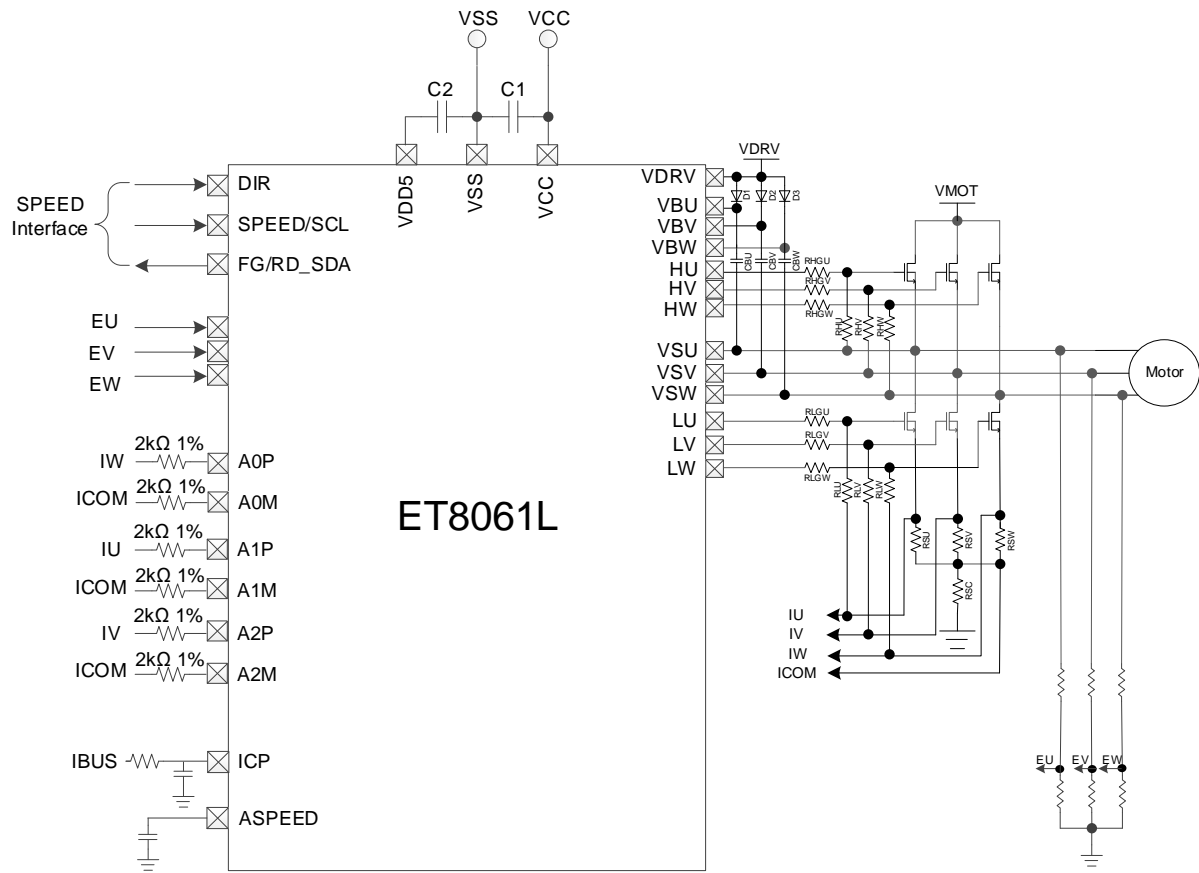 VSS
VCC
C2
C1
VDD5
VSS
VCC
SPEED
Interface
DIR
SPEED/SCL
FG/RD_SDA
EU
EV
EW
IW
2kΩ 1%
A0P
ICOM
2kΩ 1%
A0M
IU
2kΩ 1%
A1P
ICOM
2kΩ 1%
A1M
IV
2kΩ 1%
A2P
ICOM
2kΩ 1%
A2M
IBUS
ICP
ASPEED
ET8061L
VDRV
VBU
VBV
VBW
HU
HV
HW
VSU
VSV
VSW
LU
LV
LW
VDRV
D1
D2
D3
CBU
CBV
CBW
RHGU
RHGV
RHGW
RHU
RHV
RHW
VMOT
Motor
RLGU
RLGV
RLGW
RLU
RLV
RLW
RSU
RSV
RSW
RSC
IU
IV
IW
ICOM
EU
EV
EW